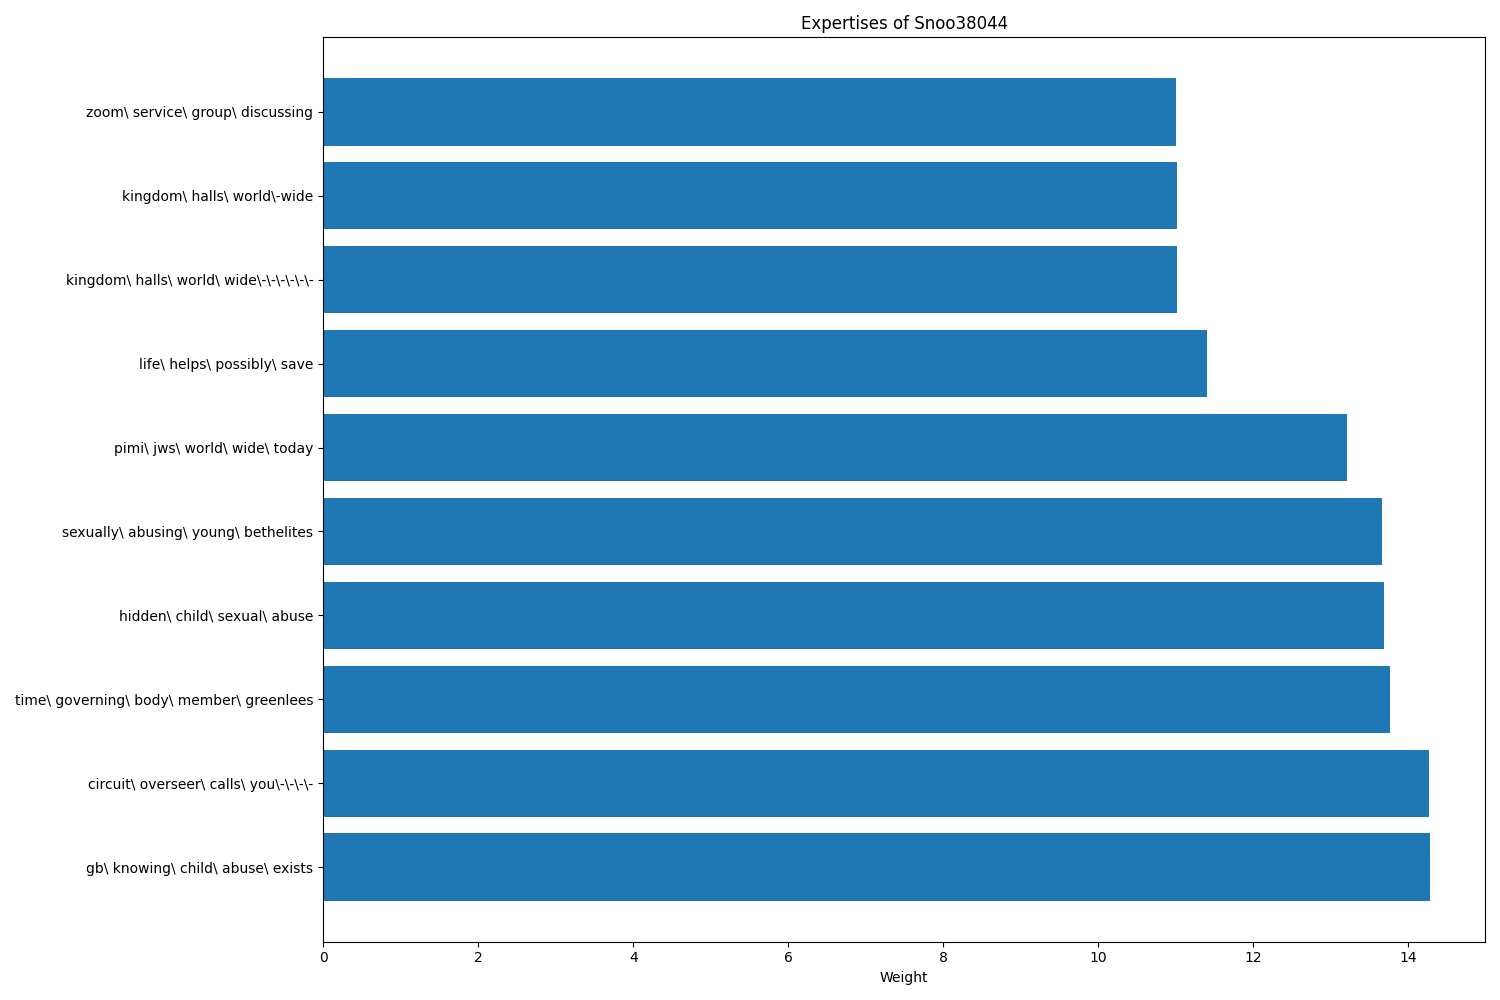 Expertises of Snoo38044
zoom\ service\ group\ discussing
kingdom\ halls\ world\-wide
kingdom\ halls\ world\ wide\-\-\-\-\-\-
life\ helps\ possibly\ save
pimi\ jws\ world\ wide\ today
sexually\ abusing\ young\ bethelites
hidden\ child\ sexual\ abuse
time\ governing\ body\ member\ greenlees
circuit\ overseer\ calls\ you\-\-\-\-
gb\ knowing\ child\ abuse\ exists
0 2 4 6 8 10 12 14
Weight